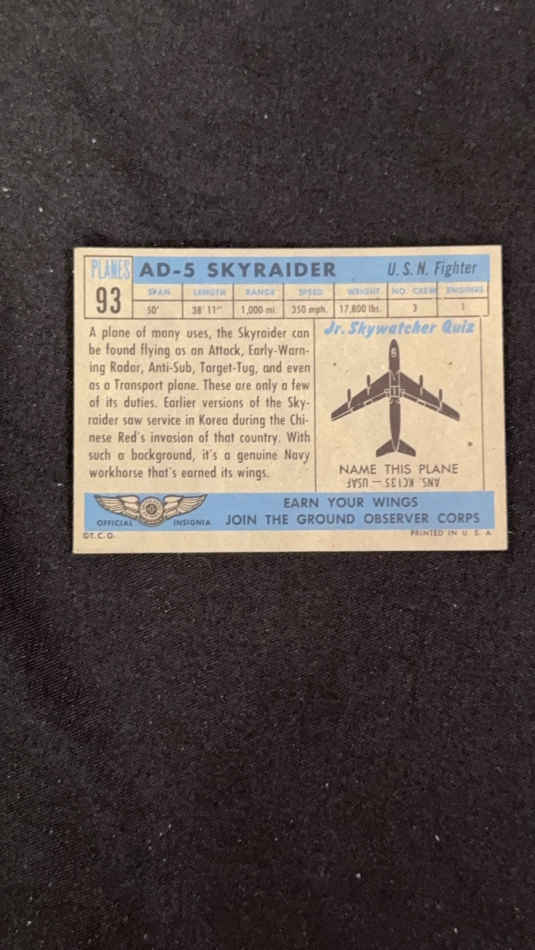 PLANES AD-5 SKYRAIDER U. S. N. Fighter
93
SPAN LENGTH RANGE SPEED WEIGHT NO. CREW ENGINES
50' 38' 11" 1,000 mi. 350 mph. 17,800 lbs. 3 1
A plane of many uses, the Skyraider can
be found flying as an Attack, Early-Warn-
ing Radar, Anti-Sub, Target-Tug, and even
as a Transport plane. These are only a few
of its duties. Earlier versions of the Sky-
raider saw service in Korea during the Chi-
nese Red's invasion of that country. With
such a background, it's a genuine Navy
workhorse that's earned its wings.
Jr. Skywatcher Quiz
NAME THIS PLANE
ANS. KC135 — USAF
OFFICIAL INSIGNIA
EARN YOUR WINGS
JOIN THE GROUND OBSERVER CORPS
©T. C. G. PRINTED IN U. S. A